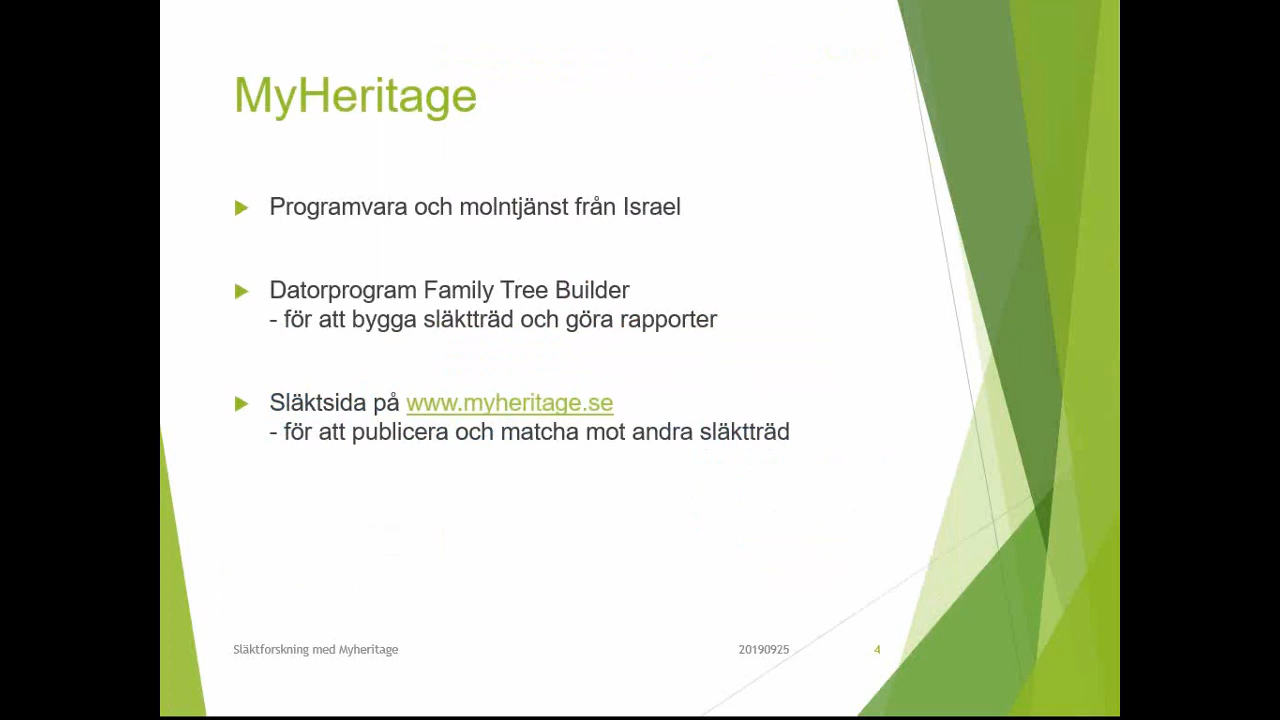 MyHeritage
Programvara och molntjänst från Israel
Datorprogram Family Tree Builder
- för att bygga släktträd och göra rapporter
Släktsida på www.myheritage.se
- för att publicera och matcha mot andra släktträd
Släktforskning med Myheritage 20190925 4